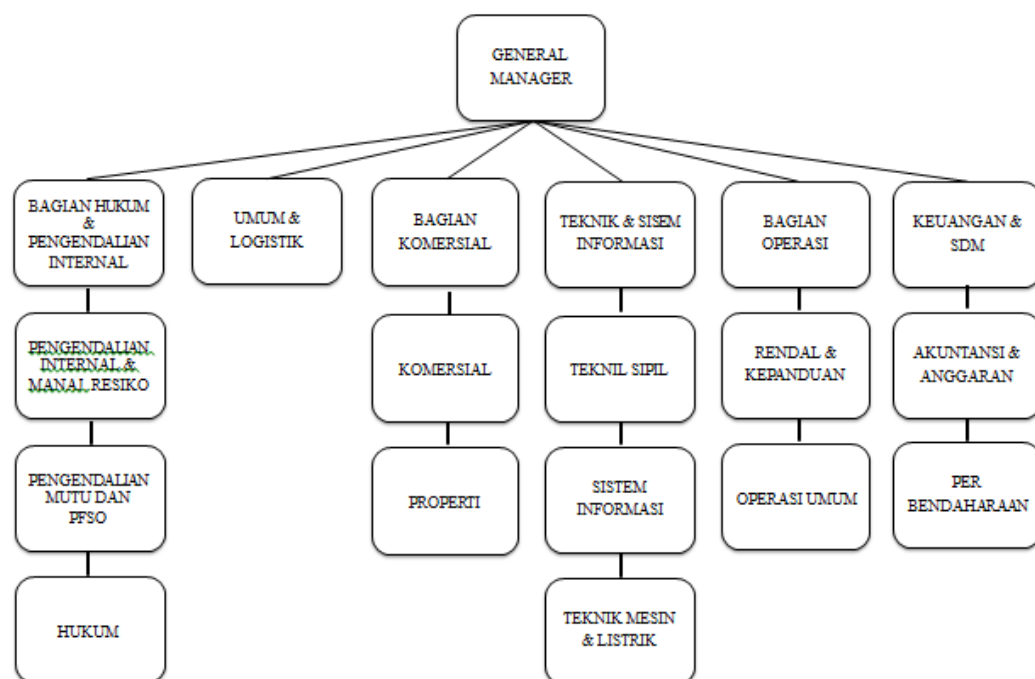 GENERAL
MANAGER
BAGIAN HUKUM
&
PENGENDALIAN
INTERNAL
UMUM &
LOGISTIK
BAGIAN
KOMERSIAL
TEKNIK & SISEM
INFORMASI
BAGIAN
OPERASI
KEUANGAN &
SDM
PENGENDALIAN
INTERNAL &
MANAJ RESIKO
KOMERSIAL
TEKNIL SIPIL
RENDAL &
KEPANDUAN
AKUNTANSI &
ANGGARAN
PENGENDALIAN
MUTU DAN
PFSO
PROPERTI
SISTEM
INFORMASI
OPERASI UMUM
PER
BENDAHARAAN
HUKUM
TEKNIK MESIN
& LISTRIK